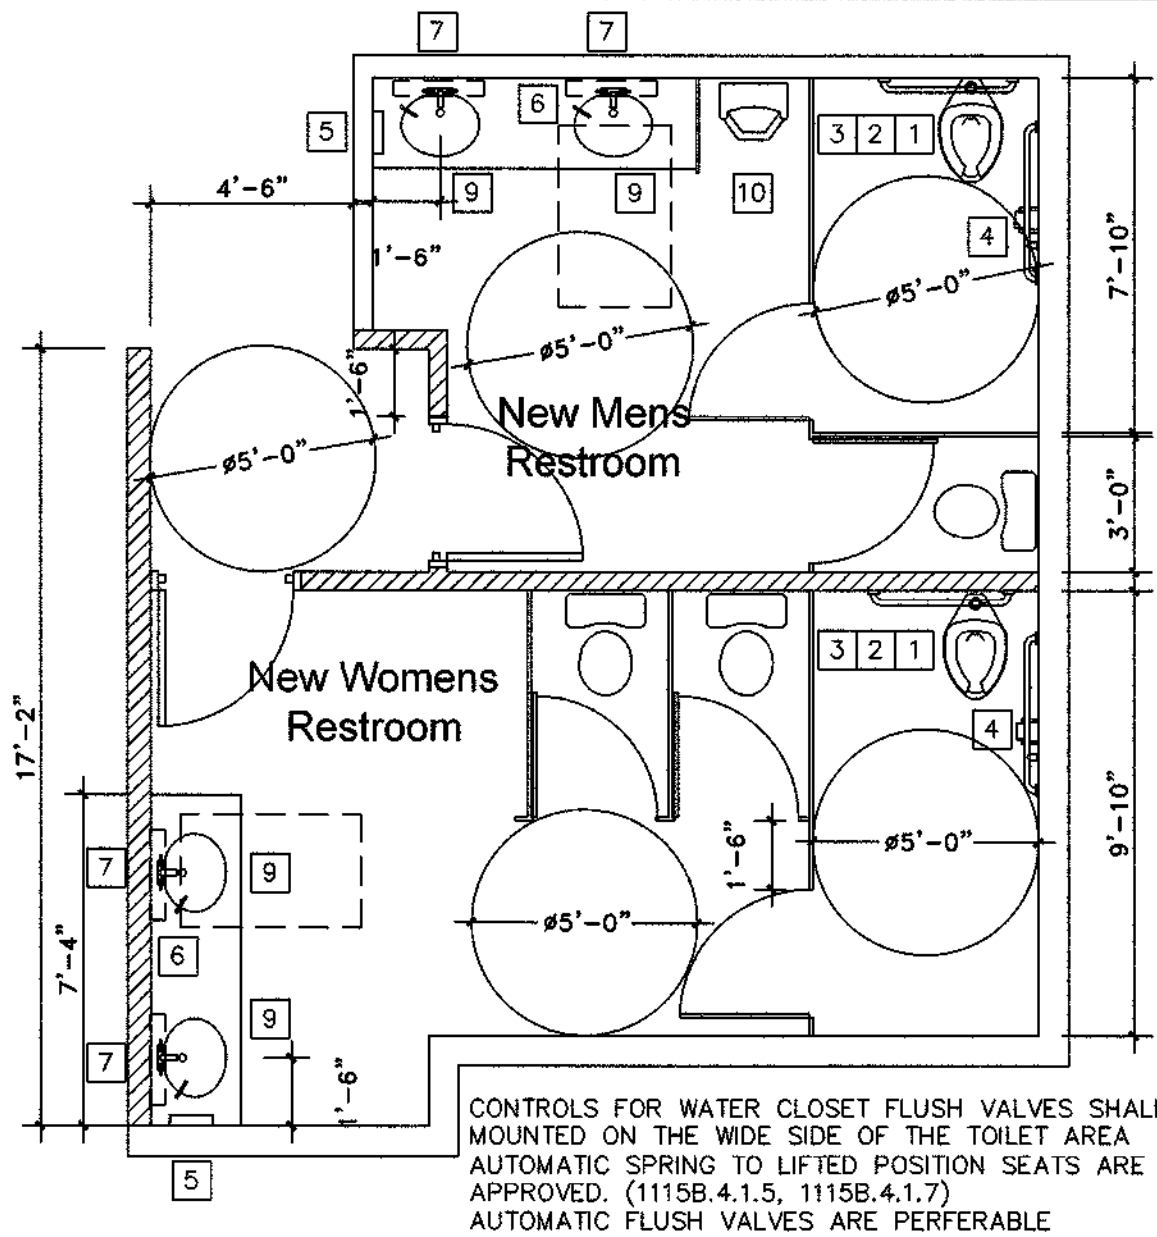 7
7
5
6
3 2 1
4'-6"
9
9
10
4
1'-6"
ø5'-0"
7'-10"
ø5'-0"
1'-6"
New Mens
Restroom
ø5'-0"
3'-0"
3 2 1
New Womens
Restroom
4
17'-2"
7
9
1'-6"
ø5'-0"
9'-10"
ø5'-0"
7'-4"
6
9
7
1'-6"
5
CONTROLS FOR WATER CLOSET FLUSH VALVES SHAL
MOUNTED ON THE WIDE SIDE OF THE TOILET AREA
AUTOMATIC SPRING TO LIFTED POSITION SEATS ARE
APPROVED. (1115B.4.1.5, 1115B.4.1.7)
AUTOMATIC FLUSH VALVES ARE PERFERABLE